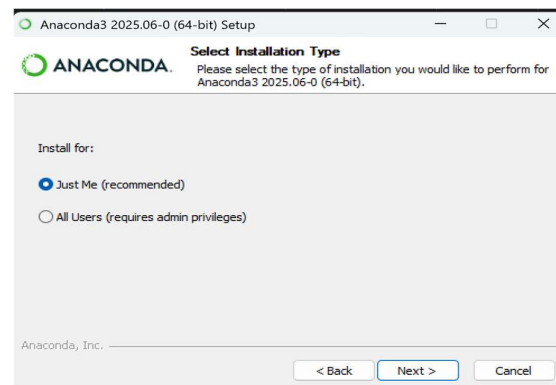 Anaconda3 2025.06-0 (64-bit) Setup
ANACONDA.
Select Installation Type
Please select the type of installation you would like to perform for
Anaconda3 2025.06-0 (64-bit).
Install for:
Just Me (recommended)
All Users (requires admin privileges)
Anaconda, Inc.
< Back Next > Cancel